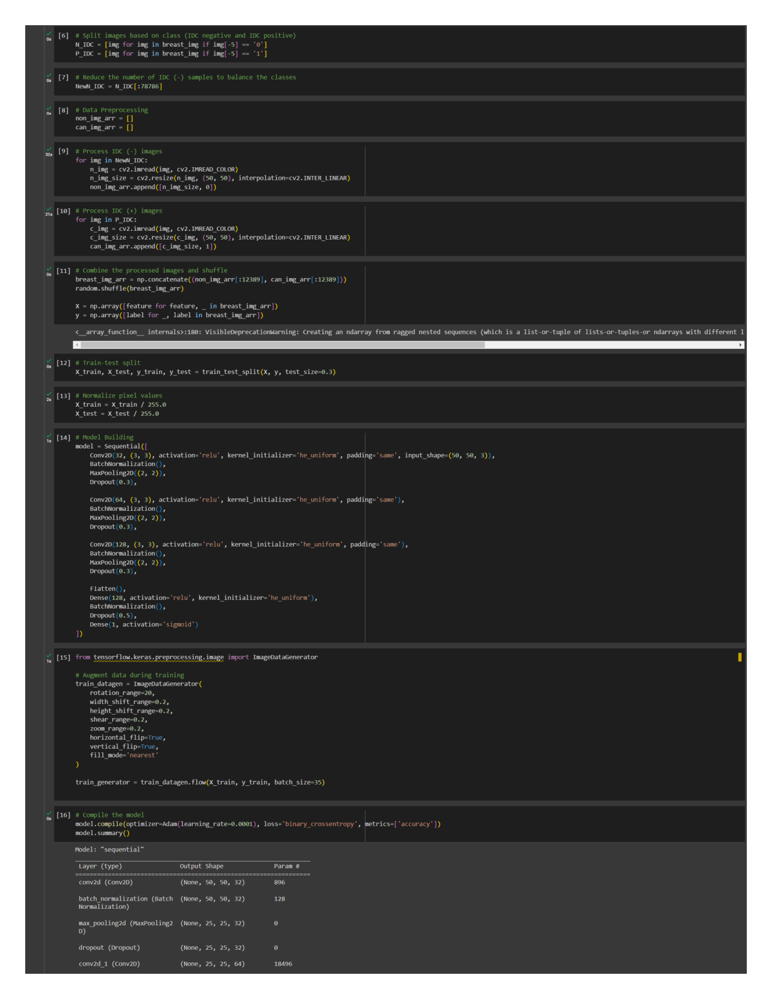 [6] # Split images based on class (IDC negative and IDC positive)
0s
N_IDC = [img for img in breast_img if img[-5] == '0']
P_IDC = [img for img in breast_img if img[-5] == '1']
[7] # Reduce the number of IDC (-) samples to balance the classes
0s
NewN_IDC = N_IDC[:78786]
[8] # Data Preprocessing
0s
non_img_arr = []
can_img_arr = []
[9] # Process IDC (-) images
32s
for img in NewN_IDC:
n_img = cv2.imread(img, cv2.IMREAD_COLOR)
n_img_size = cv2.resize(n_img, (50, 50), interpolation=cv2.INTER_LINEAR)
non_img_arr.append([n_img_size, 0])
[10] # Process IDC (+) images
21s
for img in P_IDC:
c_img = cv2.imread(img, cv2.IMREAD_COLOR)
c_img_size = cv2.resize(c_img, (50, 50), interpolation=cv2.INTER_LINEAR)
can_img_arr.append([c_img_size, 1])
[11] # Combine the processed images and shuffle
0s
breast_img_arr = np.concatenate((non_img_arr[:12389], can_img_arr[:12389]))
random.shuffle(breast_img_arr)
X = np.array([feature for feature, _ in breast_img_arr])
y = np.array([label for _, label in breast_img_arr])
<__array_function__ internals>:180: VisibleDeprecationWarning: Creating an ndarray from ragged nested sequences (which is a list-or-tuple of lists-or-tuples-or ndarrays with different l
[12] # Train-test split
0s
X_train, X_test, y_train, y_test = train_test_split(X, y, test_size=0.3)
[13] # Normalize pixel values
2s
X_train = X_train / 255.0
X_test = X_test / 255.0
[14] # Model Building
1s
model = Sequential([
Conv2D(32, (3, 3), activation='relu', kernel_initializer='he_uniform', padding='same', input_shape=(50, 50, 3)),
BatchNormalization(),
MaxPooling2D((2, 2)),
Dropout(0.3),
Conv2D(64, (3, 3), activation='relu', kernel_initializer='he_uniform', padding='same'),
BatchNormalization(),
MaxPooling2D((2, 2)),
Dropout(0.3),
Conv2D(128, (3, 3), activation='relu', kernel_initializer='he_uniform', padding='same'),
BatchNormalization(),
MaxPooling2D((2, 2)),
Dropout(0.3),
Flatten(),
Dense(128, activation='relu', kernel_initializer='he_uniform'),
BatchNormalization(),
Dropout(0.5),
Dense(1, activation='sigmoid')
])
[15] from tensorflow.keras.preprocessing.image import ImageDataGenerator
1s
# Augment data during training
train_datagen = ImageDataGenerator(
rotation_range=20,
width_shift_range=0.2,
height_shift_range=0.2,
shear_range=0.2,
zoom_range=0.2,
horizontal_flip=True,
vertical_flip=True,
fill_mode='nearest'
)
train_generator = train_datagen.flow(X_train, y_train, batch_size=35)
[16] # Compile the model
0s
model.compile(optimizer=Adam(learning_rate=0.0001), loss='binary_crossentropy', metrics=['accuracy'])
model.summary()
Model: "sequential"
Layer (type) Output Shape Param #
conv2d (Conv2D) (None, 50, 50, 32) 896
batch_normalization (Batch (None, 50, 50, 32) 128
Normalization)
max_pooling2d (MaxPooling2 (None, 25, 25, 32) 0
D)
dropout (Dropout) (None, 25, 25, 32) 0
conv2d_1 (Conv2D) (None, 25, 25, 64) 18496